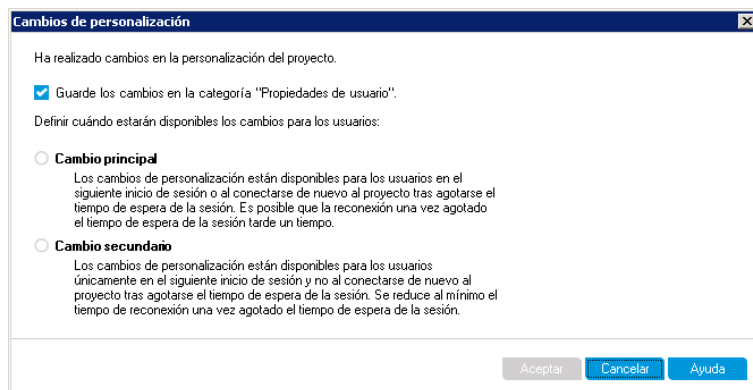 Cambios de personalización
Ha realizado cambios en la personalización del proyecto.
Guarde los cambios en la categoría "Propiedades de usuario".
Definir cuándo estarán disponibles los cambios para los usuarios:
Cambio principal
Los cambios de personalización están disponibles para los usuarios en el
siguiente inicio de sesión o al conectarse de nuevo al proyecto tras agotarse el
tiempo de espera de la sesión. Es posible que la reconexión una vez agotado
el tiempo de espera de la sesión tarde un tiempo.
Cambio secundario
Los cambios de personalización están disponibles para los usuarios
únicamente en el siguiente inicio de sesión y no al conectarse de nuevo al
proyecto tras agotarse el tiempo de espera de la sesión. Se reduce al mínimo el
tiempo de reconexión una vez agotado el tiempo de espera de la sesión.
Aceptar Cancelar Ayuda